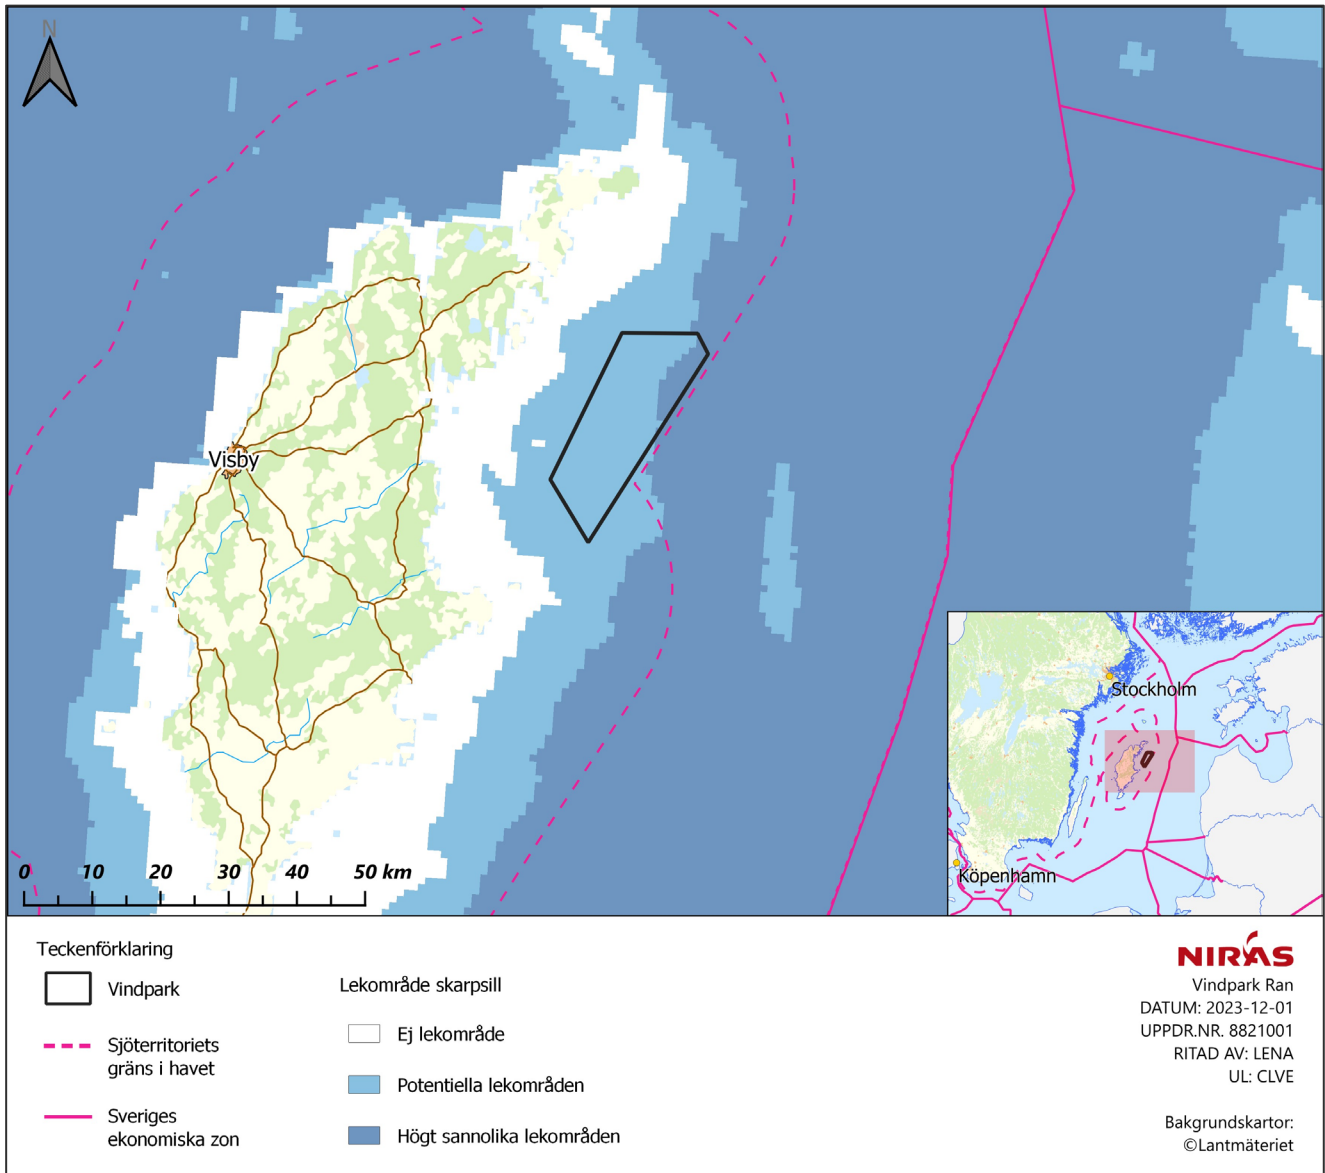 N
Visby
0 10 20 30 40 50 km
Stockholm
Köpenhamn
Teckenförklaring
Vindpark
Sjöterritoriets
gräns i havet
Sveriges
ekonomiska zon
Lekområde skarpsill
Ej lekområde
Potentiella lekområden
Högt sannolika lekområden
NIRÁS
Vindpark Ran
DATUM: 2023-12-01
UPPDR.NR. 8821001
RITAD AV: LENA
UL: CLVE
Bakgrundskartor:
©Lantmäteriet